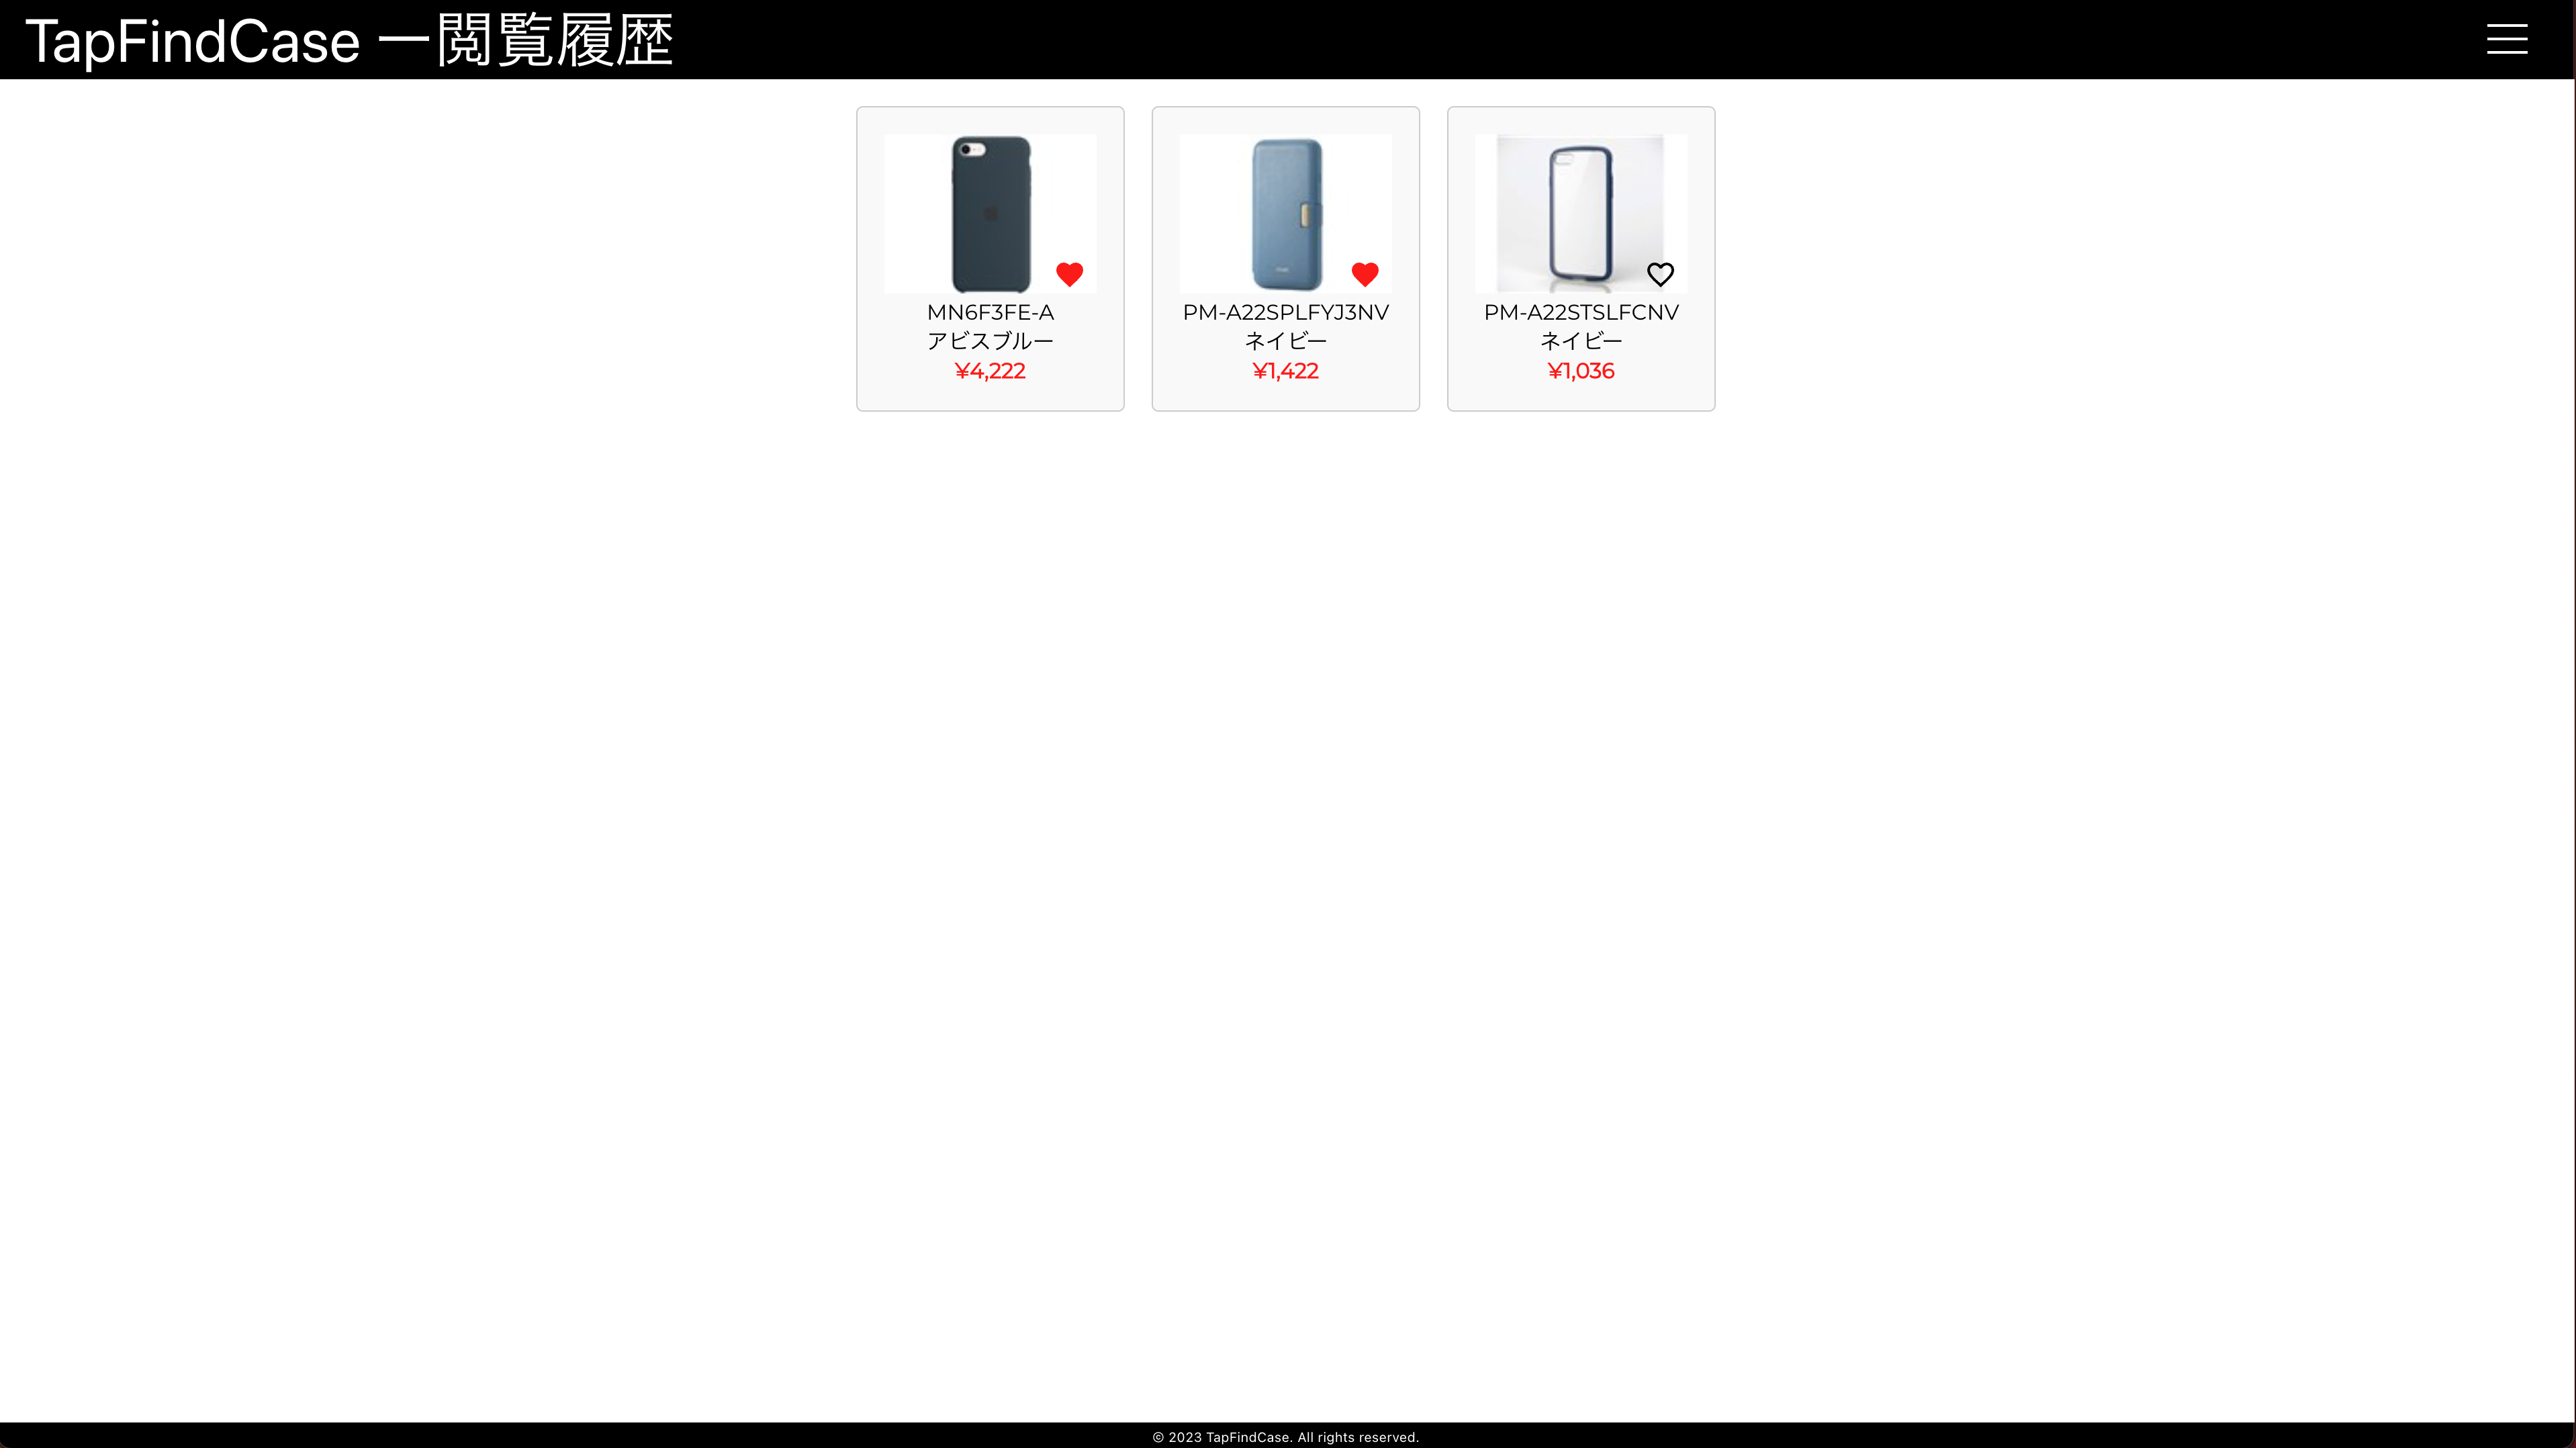 TapFindCase ー閲覧履歴
MN6F3FE-A
アビスブルー
¥4,222
PM-A22SPLFYJ3NV
ネイビー
¥1,422
PM-A22STSLFCNV
ネイビー
¥1,036
© 2023 TapFindCase. All rights reserved.